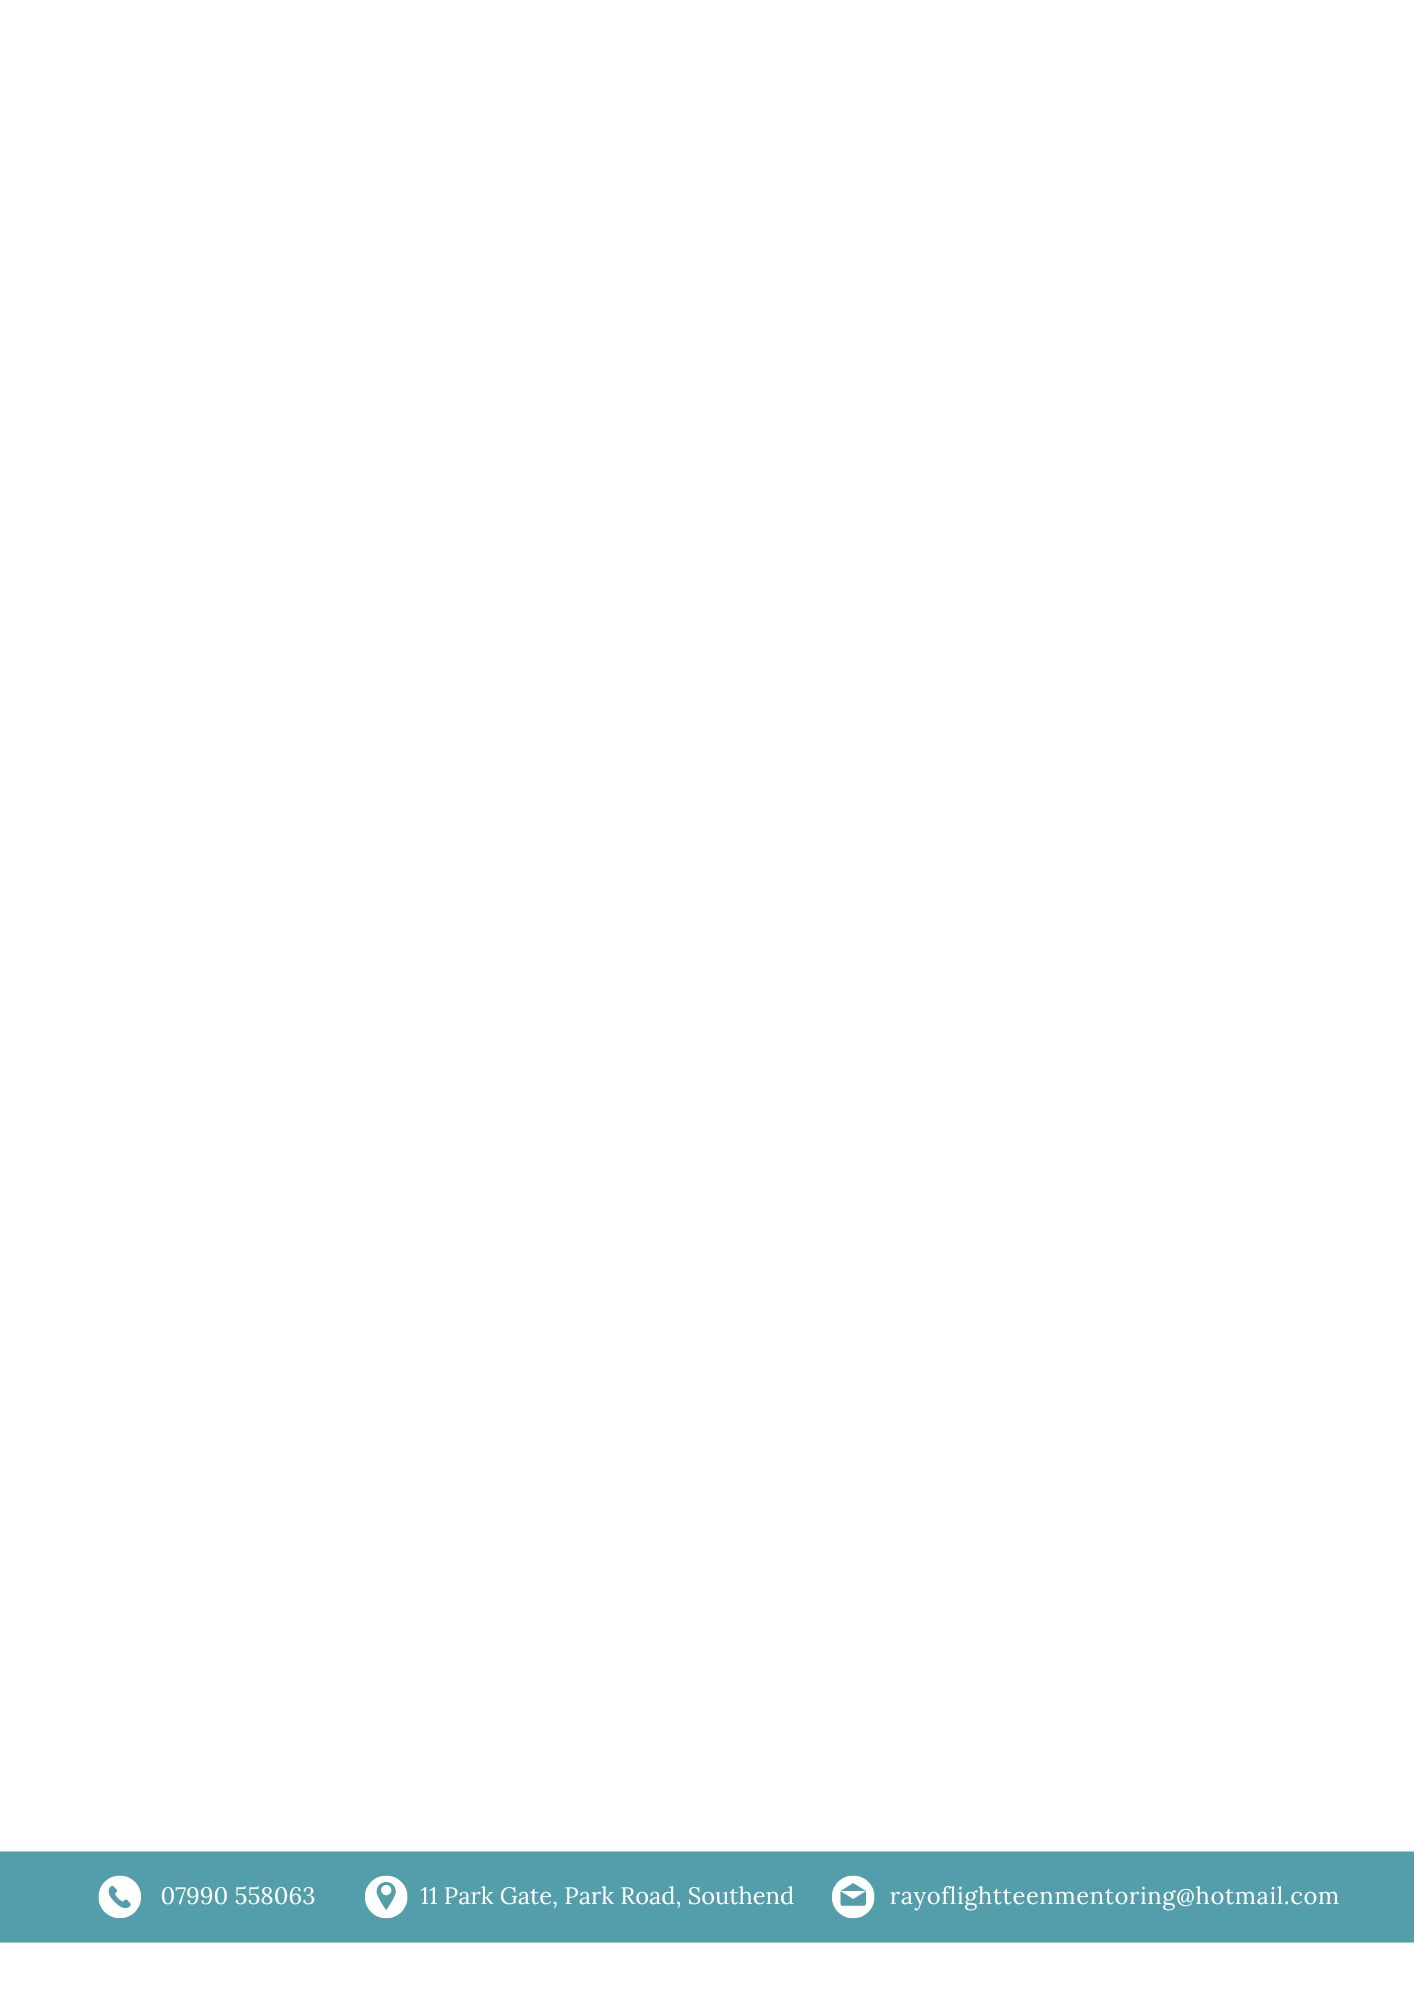 07990 558063 11 Park Gate, Park Road, Southend rayoflightteenmentoring@hotmail.com